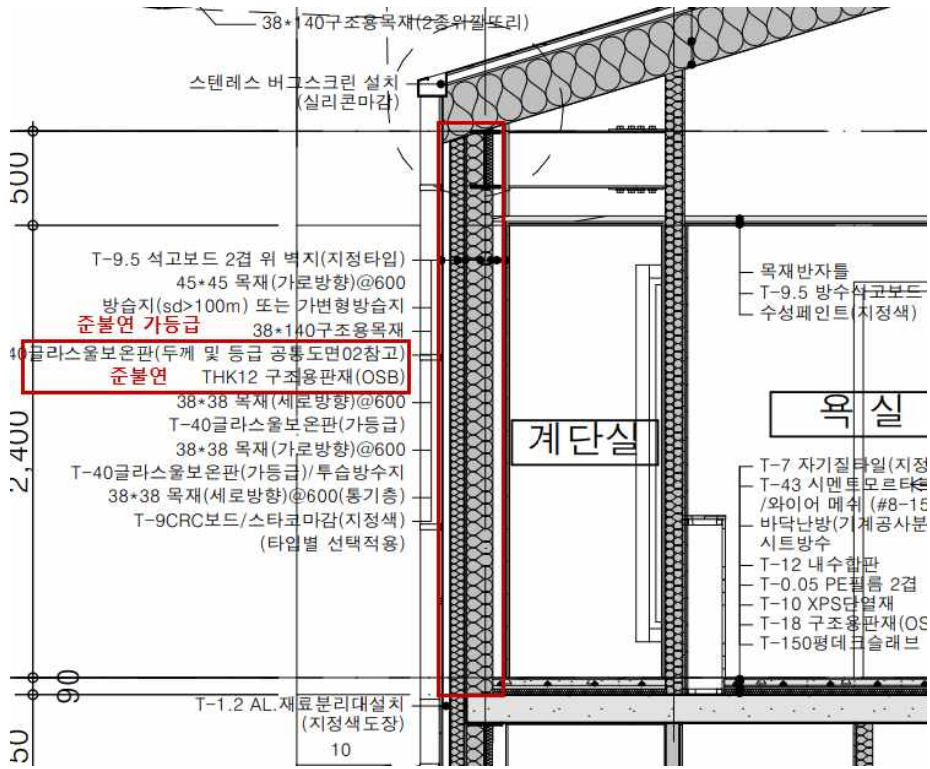 38*140구조용목재(2종위깔도리)
스텐레스 버그스크린 설치
(실리콘마감)
500
T-9.5 석고보드 2겹 위 벽지(지정타입)
45*45 목재(가로방향)@600
방습지(sd>100m) 또는 가변형방습지
준불연 가등급
38*140구조용목재
40글라스울보온판(두께 및 등급 공통도면02참고)
준불연
THK12 구조용판재(OSB)
38*38 목재(세로방향)@600
T-40글라스울보온판(가등급)
38*38 목재(가로방향)@600
T-40글라스울보온판(가등급)/투습방수지
38*38 목재(세로방향)@600(통기층)
T-9CRC보드/스타코마감(지정색)
(타입별 선택적용)
2,400
90
T-1.2 AL.재료분리대설치
(지정색도장)
10
50
계단실
목재반자틀
T-9.5 방수석고보드
수성페인트(지정색)
욕 실
T-7 자기질타일(지정
T-43 시멘트모르타르
/와이어 메쉬 (#8-15
바닥난방(기계공사분
시트방수
T-12 내수합판
T-0.05 PE필름 2겹
T-10 XPS단열재
T-18 구조용판재(OS
T-150평데크슬래브